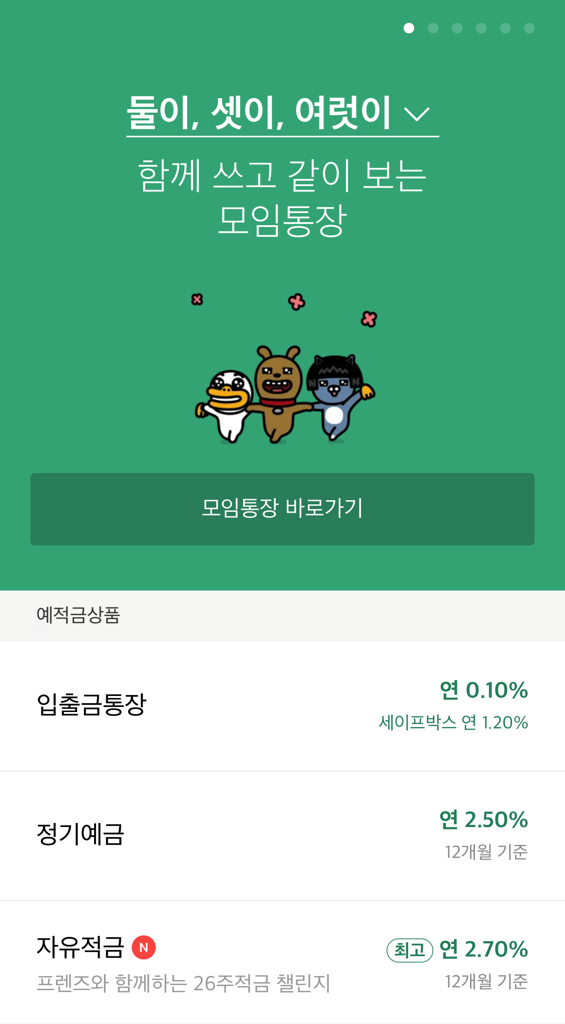 둘이, 셋이, 여럿이
함께 쓰고 같이 보는
모임통장
모임통장 바로가기
예적금상품
입출금통장
연 0.10%
세이프박스 연 1.20%
정기예금
연 2.50%
12개월 기준
자유적금 N
프렌즈와 함께하는 26주적금 챌린지
최고 연 2.70%
12개월 기준